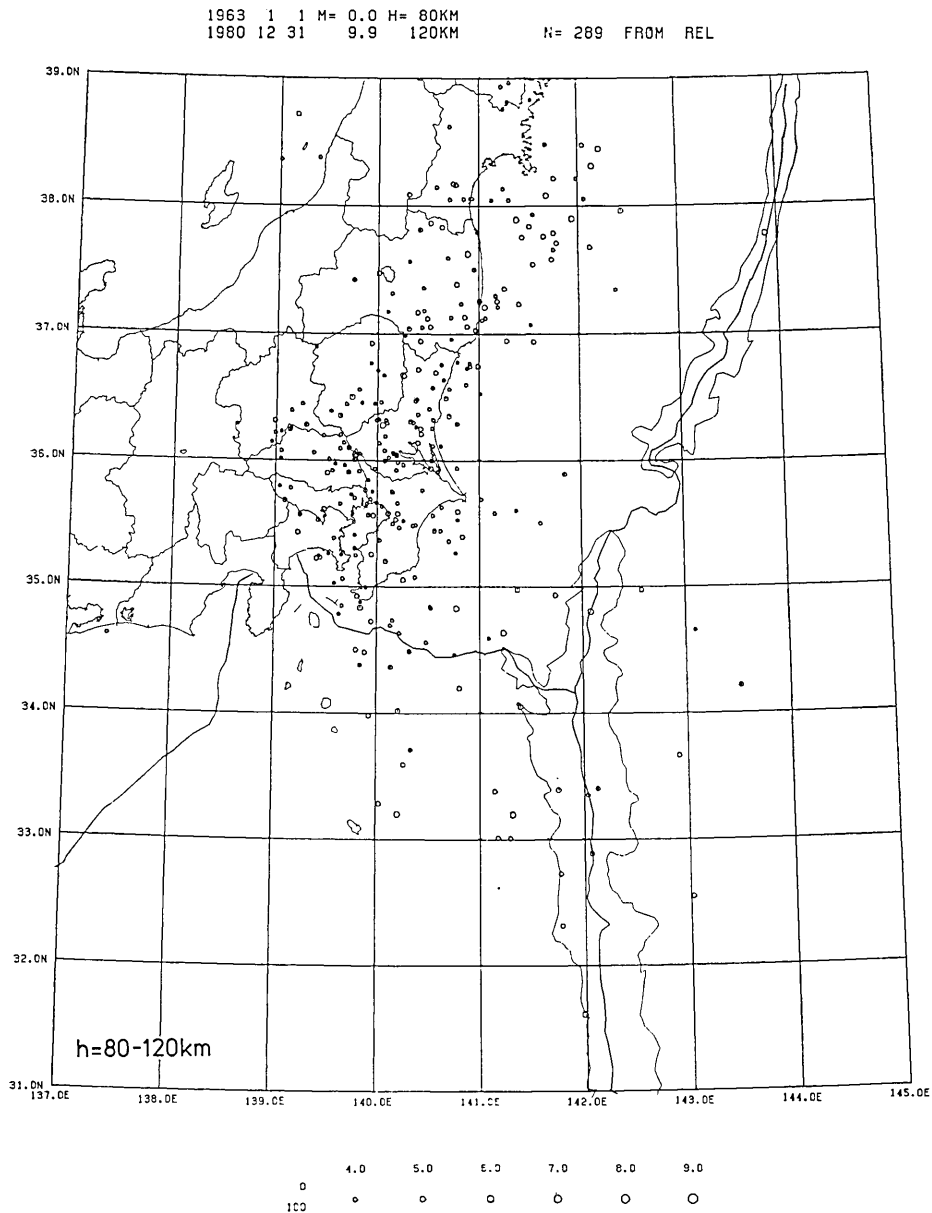 1963 1 1 M= 0.0 H= 80KM
1980 12 31 9.9 120KM N= 289 FROM REL
39.0N
38.0N
37.0N
36.0N
35.0N
34.0N
33.0N
32.0N
h=80-120km
31.0N
137.0E 138.0E 139.0E 140.0E 141.0E 142.0E 143.0E 144.0E 145.0E
4.0 5.0 6.0 7.0 8.0 9.0
0
100